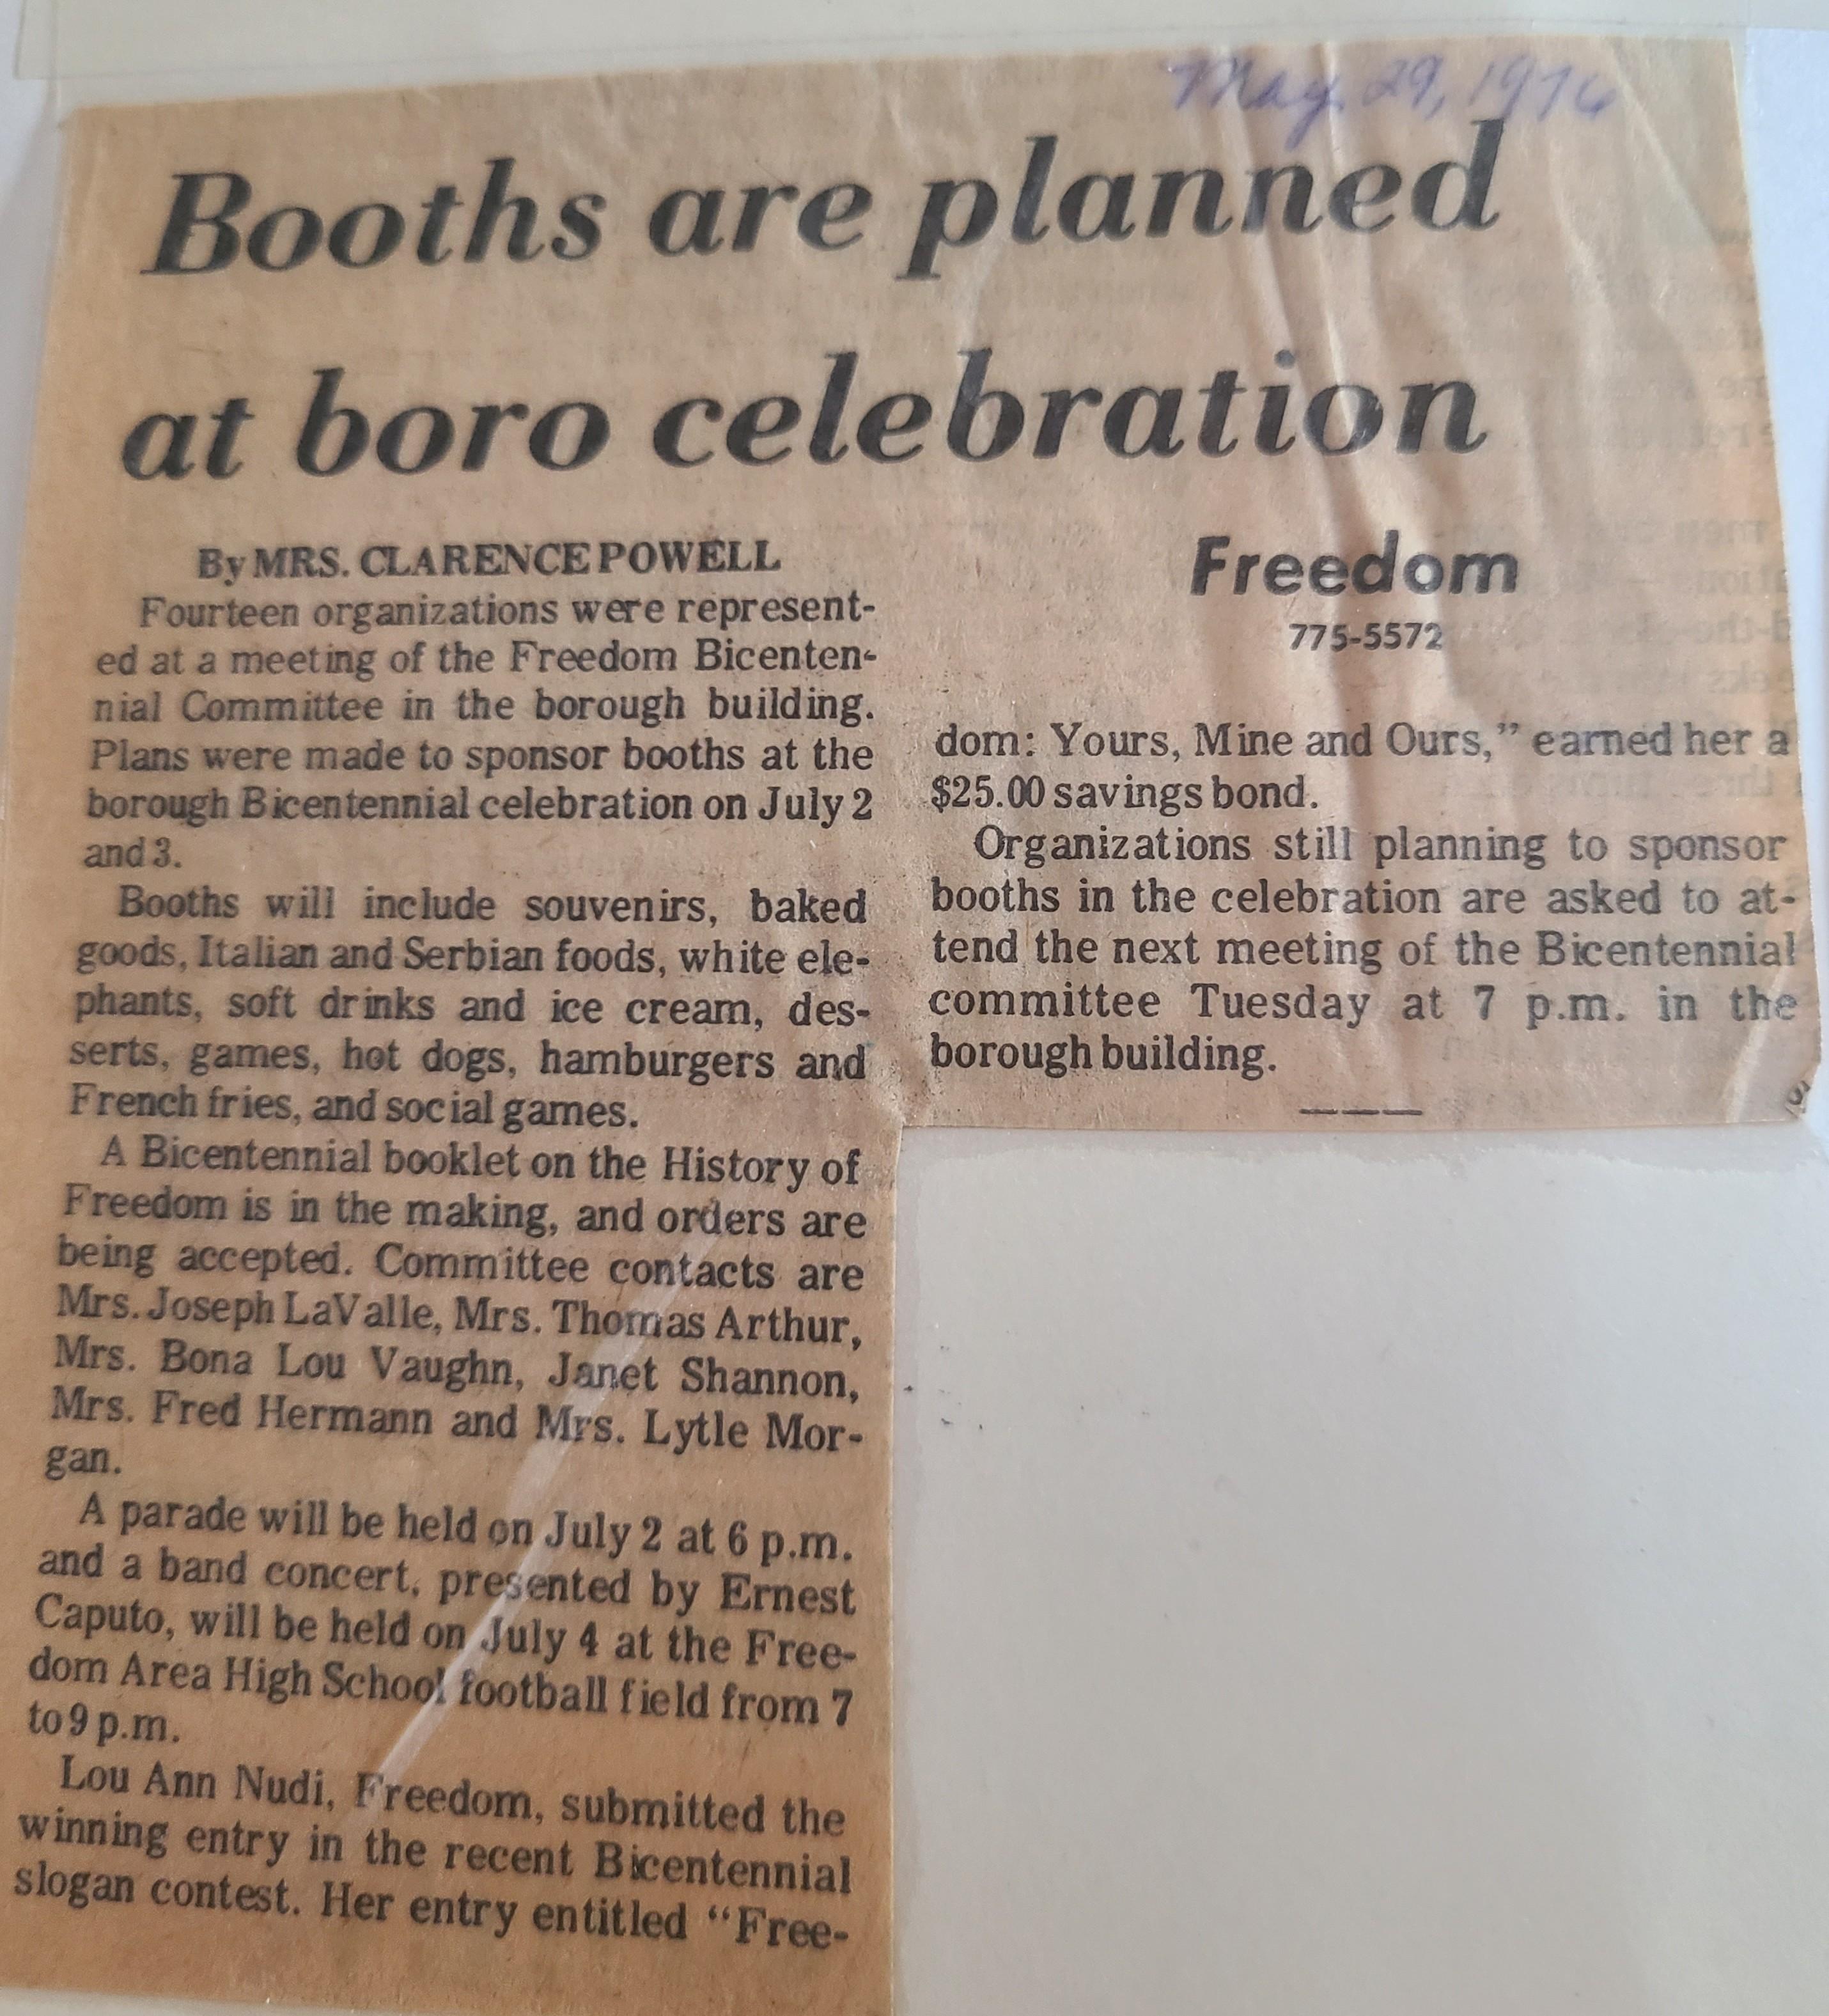 May 29, 1976
Booths are planned
at boro celebration
By MRS. CLARENCE POWELL
Fourteen organizations were represent-
ed at a meeting of the Freedom Bicenten-
nial Committee in the borough building.
Plans were made to sponsor booths at the
borough Bicentennial celebration on July 2
and 3.
Booths will include souvenirs, baked
goods, Italian and Serbian foods, white ele-
phants, soft drinks and ice cream, des-
serts, games, hot dogs, hamburgers and
French fries, and social games.
A Bicentennial booklet on the History of
Freedom is in the making, and orders are
being accepted. Committee contacts are
Mrs. Joseph LaValle, Mrs. Thomas Arthur,
Mrs. Bona Lou Vaughn, Janet Shannon,
Mrs. Fred Hermann and Mrs. Lytle Mor-
gan.
A parade will be held on July 2 at 6 p.m.
and a band concert, presented by Ernest
Caputo, will be held on July 4 at the Free-
dom Area High School football field from 7
to 9 p.m.
Lou Ann Nudi, Freedom, submitted the
winning entry in the recent Bicentennial
slogan contest. Her entry entitled “Free-
Freedom
775-5572
dom: Yours, Mine and Ours,” earned her a
$25.00 savings bond.
Organizations still planning to sponsor
booths in the celebration are asked to at-
tend the next meeting of the Bicentennial
committee Tuesday at 7 p.m. in the
borough building.